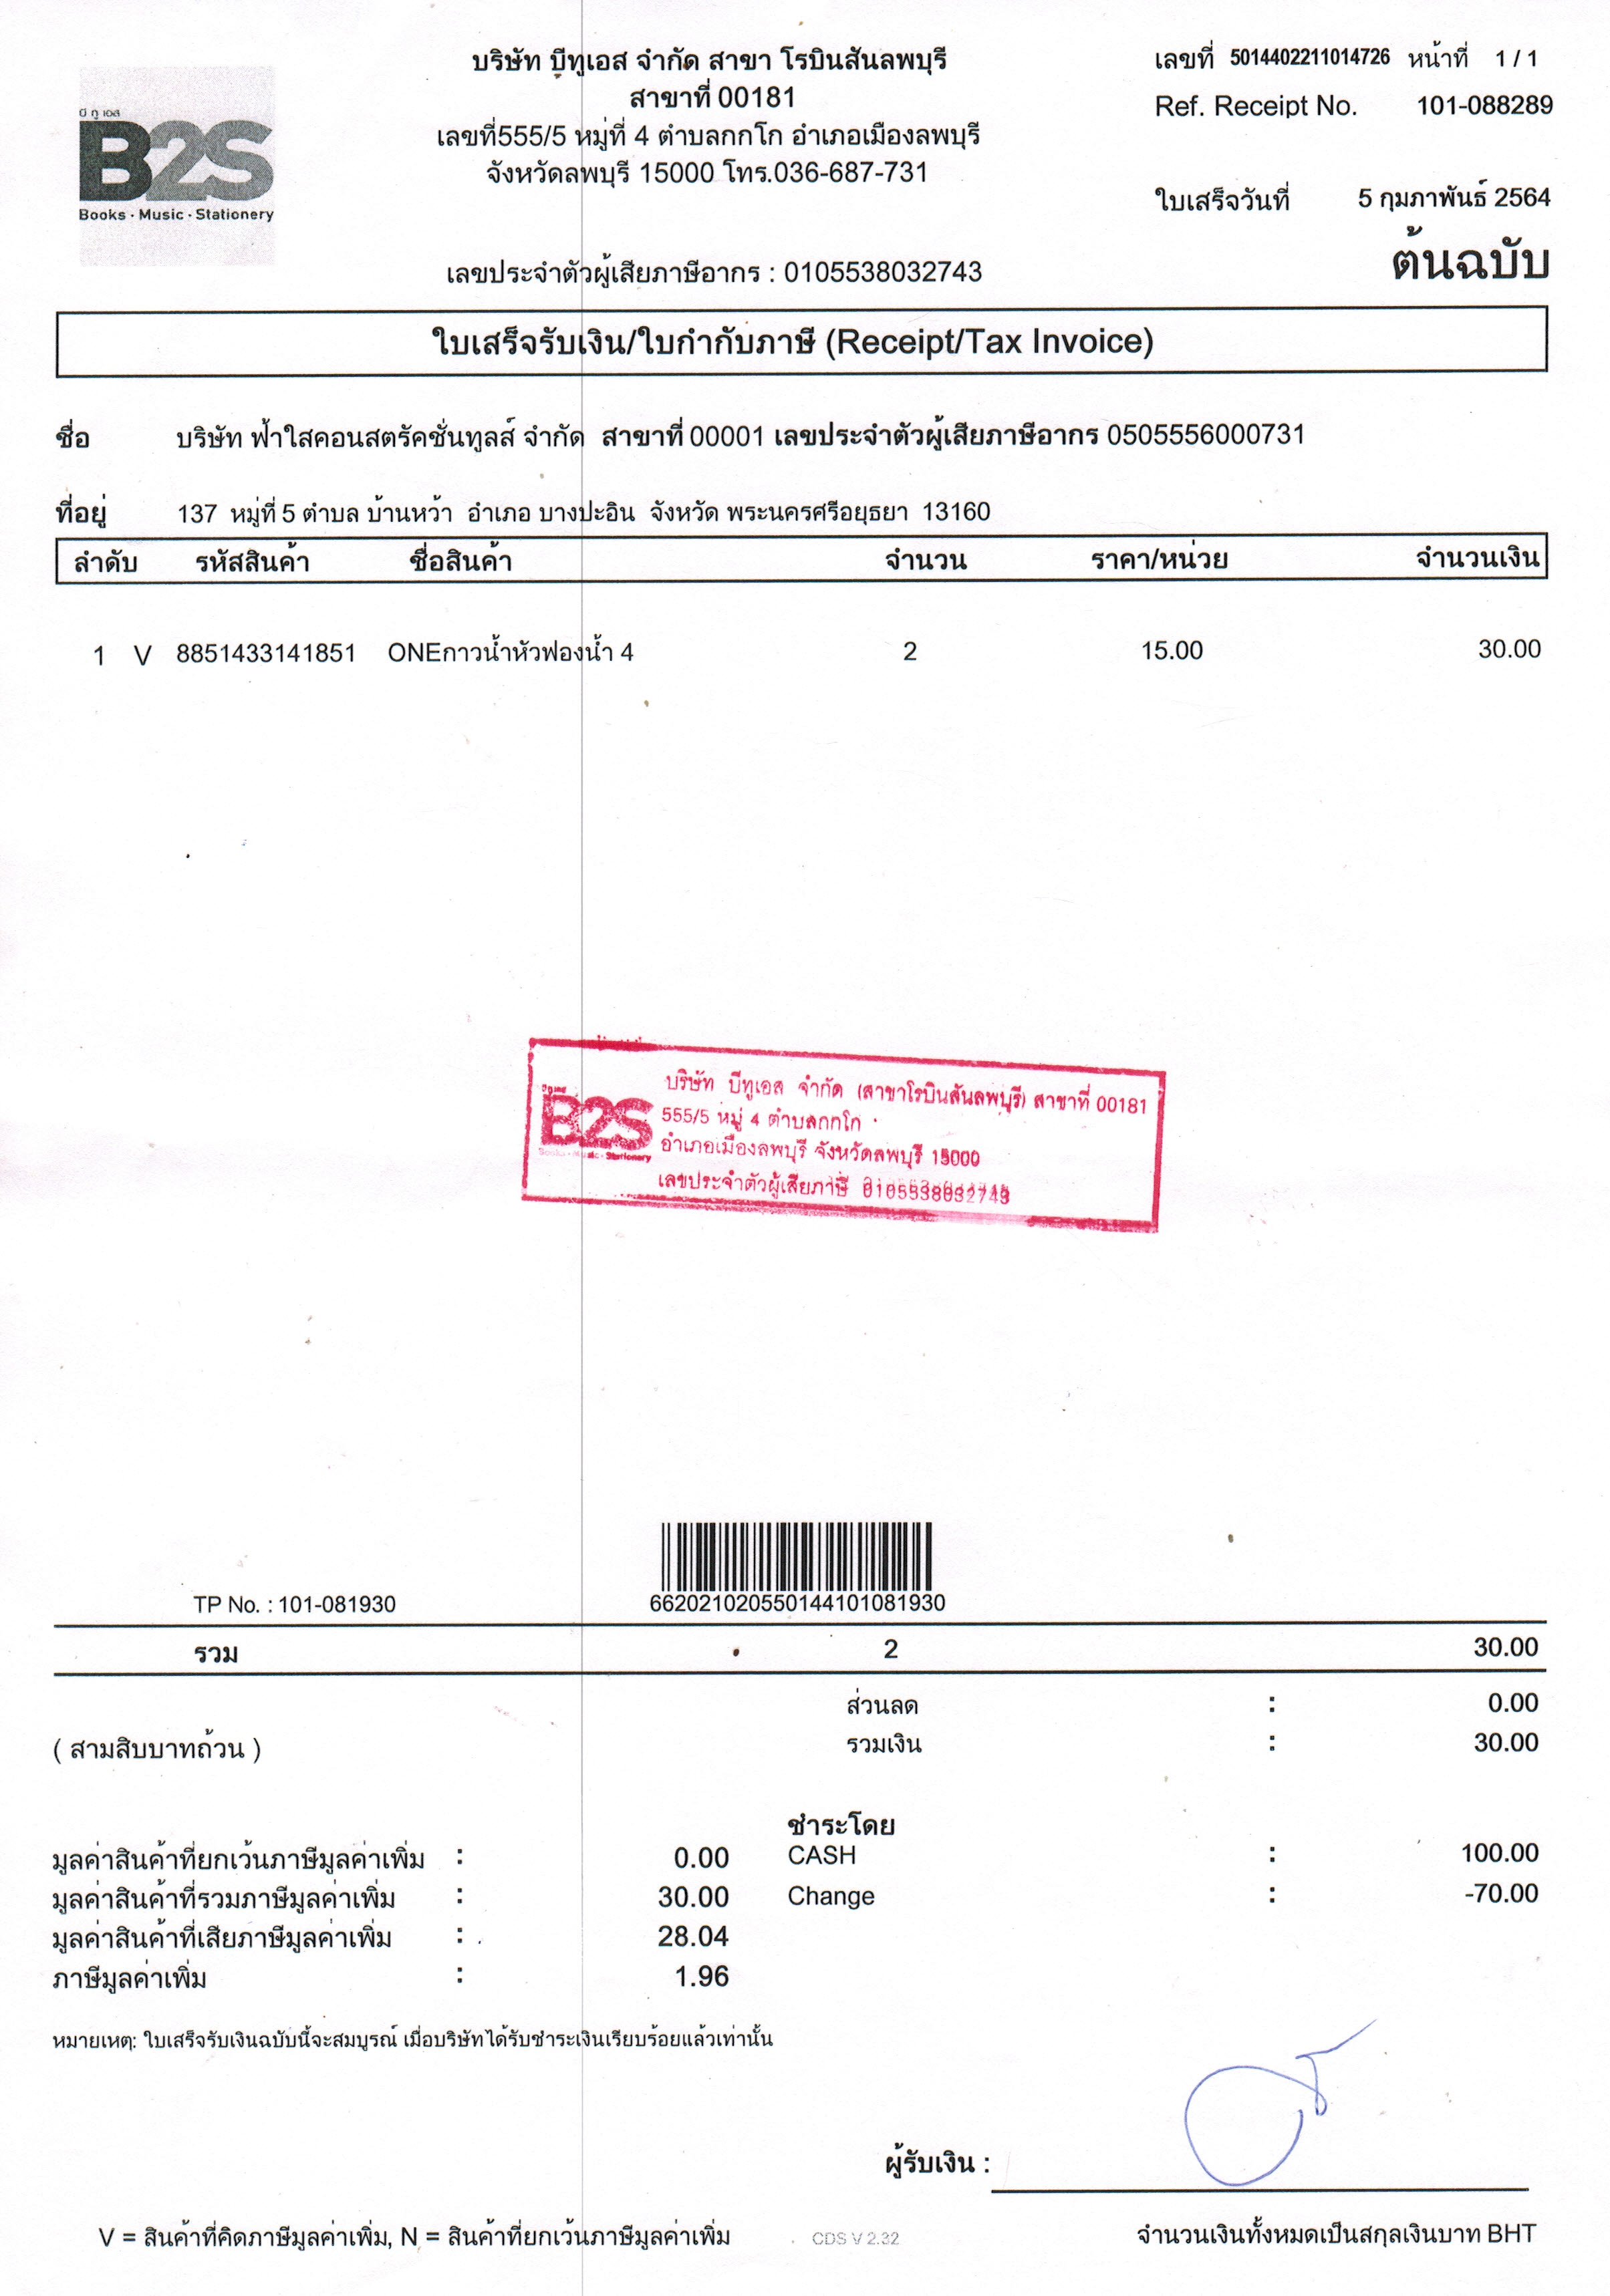 บริษัท บีทูเอส จำกัด สาขา โรบินสันลพบุรี
สาขาที่ 00181
เลขที่555/5 หมู่ที่ 4 ตำบลกกโก อำเภอเมืองลพบุรี
จังหวัดลพบุรี 15000 โทร.036-687-731
เลขประจำตัวผู้เสียภาษีอากร : 0105538032743
บี ทู เอส
B2S
Books · Music · Stationery
เลขที่ 5014402211014726 หน้าที่ 1 / 1
Ref. Receipt No. 101-088289
ใบเสร็จวันที่ 5 กุมภาพันธ์ 2564
ต้นฉบับ
ใบเสร็จรับเงิน/ใบกำกับภาษี (Receipt/Tax Invoice)
ชื่อ บริษัท ฟ้าใสคอนสตรัคชั่นทูลส์ จำกัด สาขาที่ 00001 เลขประจำตัวผู้เสียภาษีอากร 0505556000731
ที่อยู่ 137 หมู่ที่ 5 ตำบล บ้านหว้า อำเภอ บางปะอิน จังหวัด พระนครศรีอยุธยา 13160
ลำดับ รหัสสินค้า ชื่อสินค้า จำนวน ราคา/หน่วย จำนวนเงิน
1 V 8851433141851 ONEกาวน้ำหัวฟองน้ำ 4 2 15.00 30.00
บี ทู เอส
B2S
Books · Music · Stationery
บริษัท บีทูเอส จำกัด (สาขาโรบินสันลพบุรี) สาขาที่ 00181
555/5 หมู่ 4 ตำบลกกโก
อำเภอเมืองลพบุรี จังหวัดลพบุรี 15000
เลขประจำตัวผู้เสียภาษี 0105538032743
TP No. : 101-081930 6620210205501441010​81930
รวม 2 30.00
ส่วนลด : 0.00
( สามสิบบาทถ้วน ) รวมเงิน : 30.00
ชำระโดย
มูลค่าสินค้าที่ยกเว้นภาษีมูลค่าเพิ่ม : 0.00 CASH : 100.00
มูลค่าสินค้าที่รวมภาษีมูลค่าเพิ่ม : 30.00 Change : -70.00
มูลค่าสินค้าที่เสียภาษีมูลค่าเพิ่ม : 28.04
ภาษีมูลค่าเพิ่ม : 1.96
หมายเหตุ: ใบเสร็จรับเงินฉบับนี้จะสมบูรณ์ เมื่อบริษัทได้รับชำระเงินเรียบร้อยแล้วเท่านั้น
ผู้รับเงิน :
V = สินค้าที่คิดภาษีมูลค่าเพิ่ม, N = สินค้าที่ยกเว้นภาษีมูลค่าเพิ่ม CDS V 2.32 จำนวนเงินทั้งหมดเป็นสกุลเงินบาท BHT